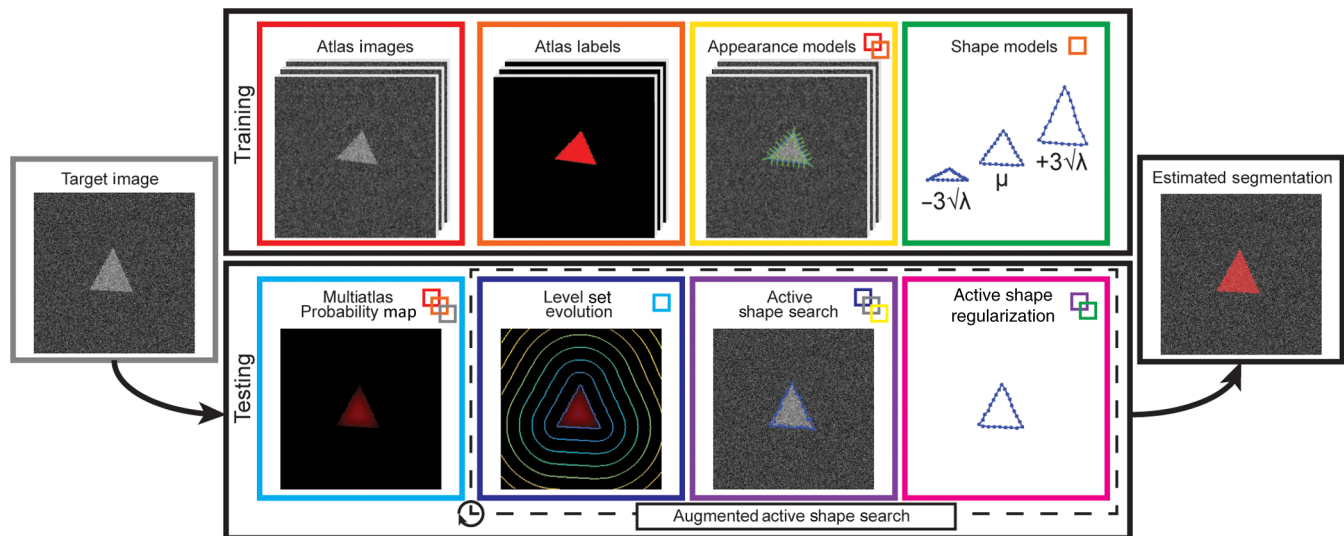 Target image
Training
Atlas images
Atlas labels
Appearance models
Shape models
−3√λ
μ
+3√λ
Testing
Multiatlas
Probability map
Level set
evolution
Active
shape search
Active shape
regularization
Augmented active shape search
Estimated segmentation